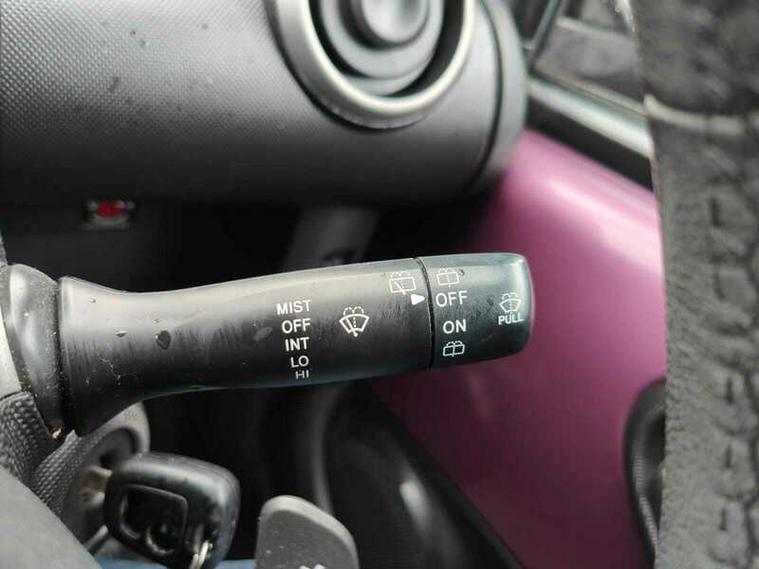 MIST
OFF
INT
LO
HI
OFF
ON
PULL